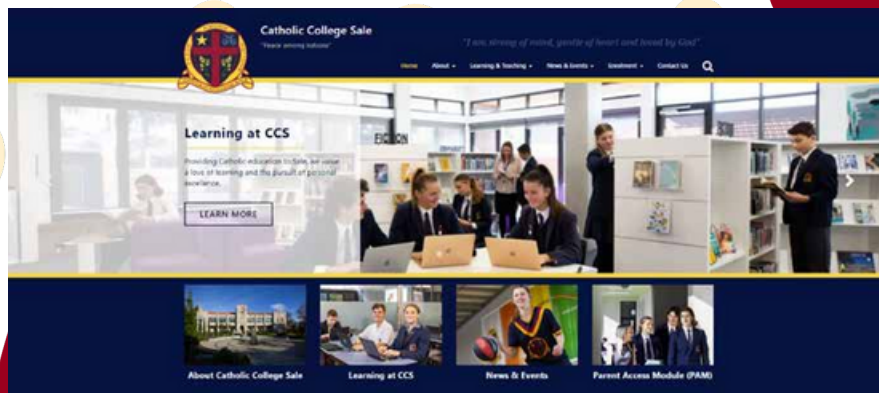 Catholic College Sale
"Peace among nations"
"I am, strong of mind, gentle of heart and loved by God".
Home About Learning & Teaching News & Events Enrolment Contact Us
Learning at CCS
Providing Catholic education to Sale, we value
a love of learning and the pursuit of personal
excellence.
LEARN MORE
FICTION
About Catholic College Sale
Learning at CCS
News & Events
Parent Access Module (PAM)